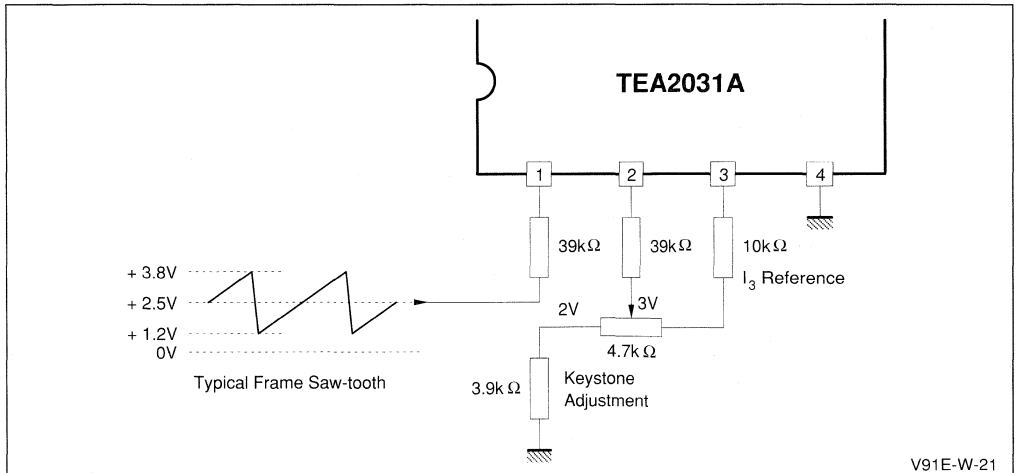 TEA2031A
1 2 3 4
39kΩ 39kΩ 10kΩ
I3 Reference
+ 3.8V
+ 2.5V
+ 1.2V
0V
Typical Frame Saw-tooth
2V 3V
4.7kΩ
3.9kΩ
Keystone
Adjustment
V91E-W-21